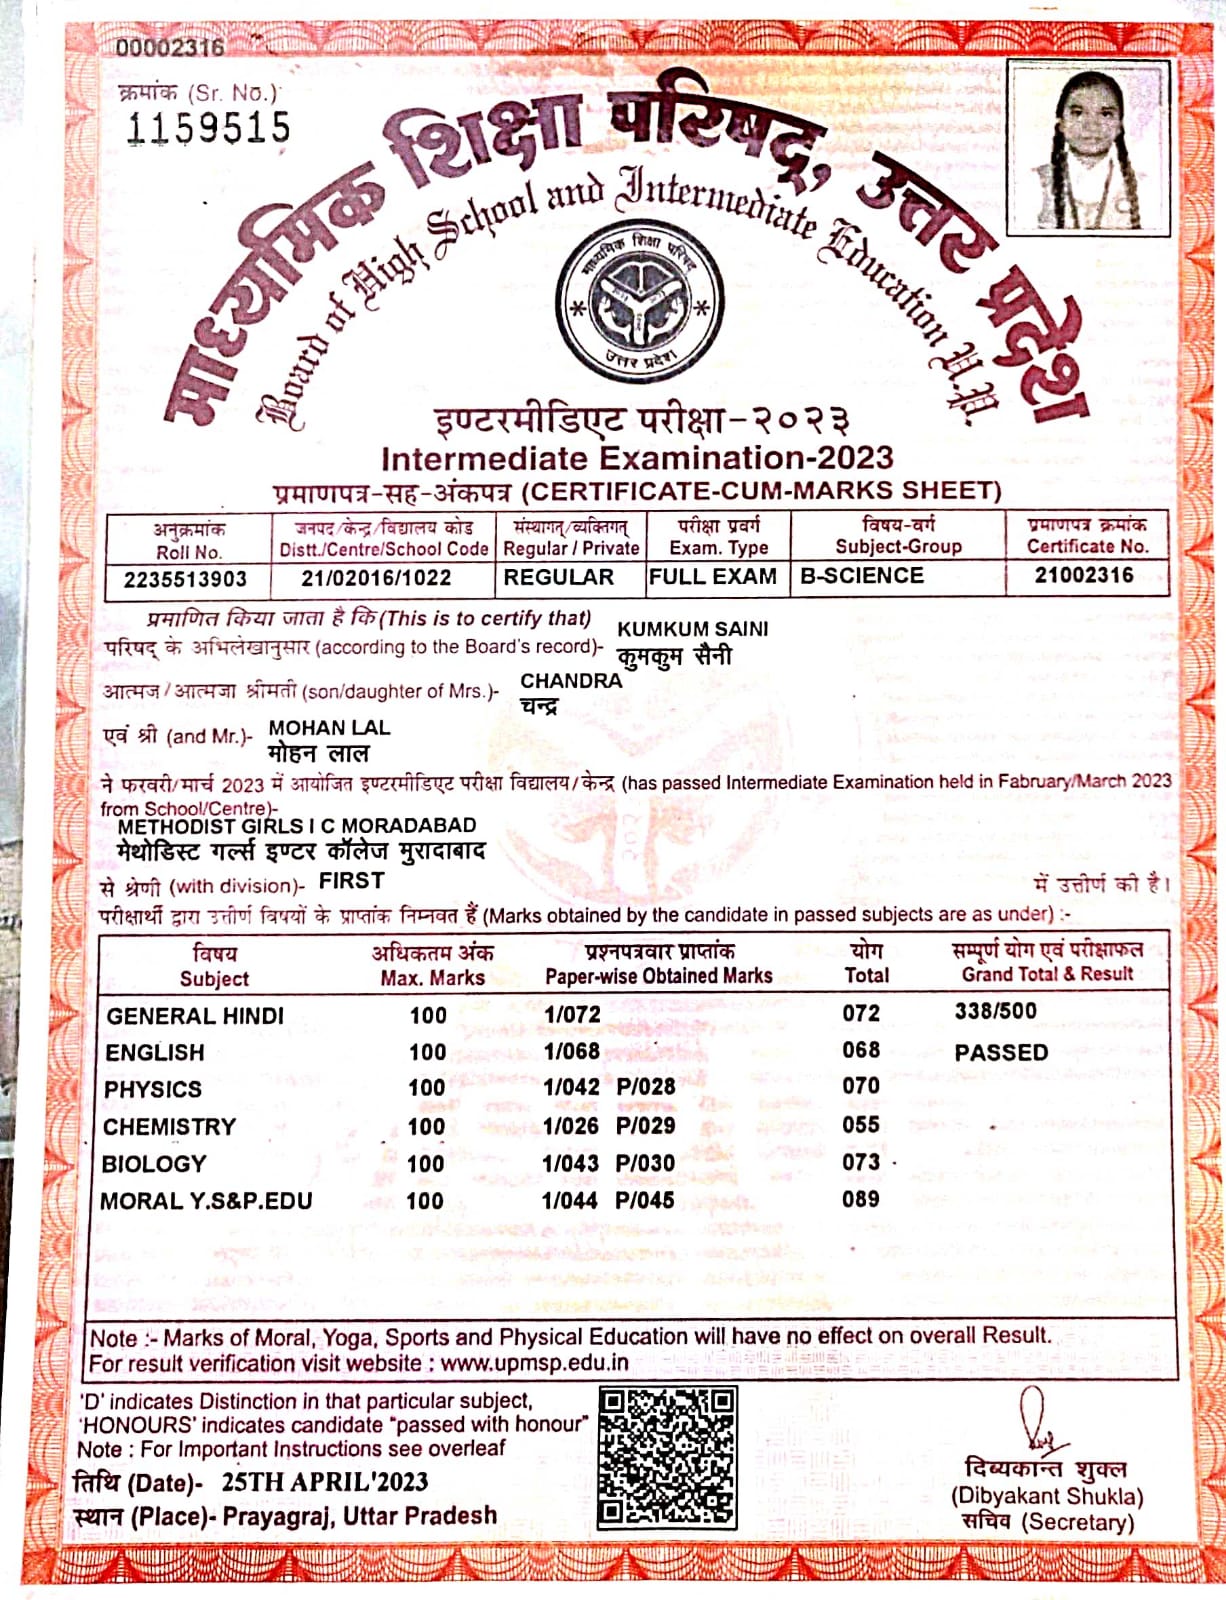 00002316
क्रमांक (Sr. No.)
1159515
माध्यमिक शिक्षा परिषद्, उत्तर प्रदेश
Board of High School and Intermediate Education U.P.
माध्यमिक शिक्षा परिषद
उत्तर प्रदेश
इण्टरमीडिएट परीक्षा-२०२३
Intermediate Examination-2023
प्रमाणपत्र-सह-अंकपत्र (CERTIFICATE-CUM-MARKS SHEET)
अनुक्रमांक जनपद/केन्द्र/विद्यालय कोड संस्थागत्/व्यक्तिगत् परीक्षा प्रवर्ग विषय-वर्ग प्रमाणपत्र क्रमांक
Roll No. Distt./Centre/School Code Regular / Private Exam. Type Subject-Group Certificate No.
2235513903 21/02016/1022 REGULAR FULL EXAM B-SCIENCE 21002316
प्रमाणित किया जाता है कि (This is to certify that)
KUMKUM SAINI
परिषद् के अभिलेखानुसार (according to the Board's record)- कुमकुम सैनी
CHANDRA
आत्मज/आत्मजा श्रीमती (son/daughter of Mrs.)- चन्द्र
एवं श्री (and Mr.)- MOHAN LAL
मोहन लाल
ने फरवरी/मार्च 2023 में आयोजित इण्टरमीडिएट परीक्षा विद्यालय/केन्द्र (has passed Intermediate Examination held in Fabruary/March 2023
from School/Centre)-
METHODIST GIRLS I C MORADABAD
मेथोडिस्ट गर्ल्स इण्टर कॉलेज मुरादाबाद
से श्रेणी (with division)- FIRST में उत्तीर्ण की है।
परीक्षार्थी द्वारा उत्तीर्ण विषयों के प्राप्तांक निम्नवत हैं (Marks obtained by the candidate in passed subjects are as under) :-
विषय अधिकतम अंक प्रश्नपत्रवार प्राप्तांक योग सम्पूर्ण योग एवं परीक्षाफल
Subject Max. Marks Paper-wise Obtained Marks Total Grand Total & Result
GENERAL HINDI 100 1/072 072 338/500
ENGLISH 100 1/068 068 PASSED
PHYSICS 100 1/042 P/028 070
CHEMISTRY 100 1/026 P/029 055
BIOLOGY 100 1/043 P/030 073
MORAL Y.S&P.EDU 100 1/044 P/045 089
Note :- Marks of Moral, Yoga, Sports and Physical Education will have no effect on overall Result.
For result verification visit website : www.upmsp.edu.in
'D' indicates Distinction in that particular subject,
'HONOURS' indicates candidate "passed with honour"
Note : For Important Instructions see overleaf
तिथि (Date)- 25TH APRIL'2023
स्थान (Place)- Prayagraj, Uttar Pradesh
दिब्यकान्त शुक्ल
(Dibyakant Shukla)
सचिव (Secretary)